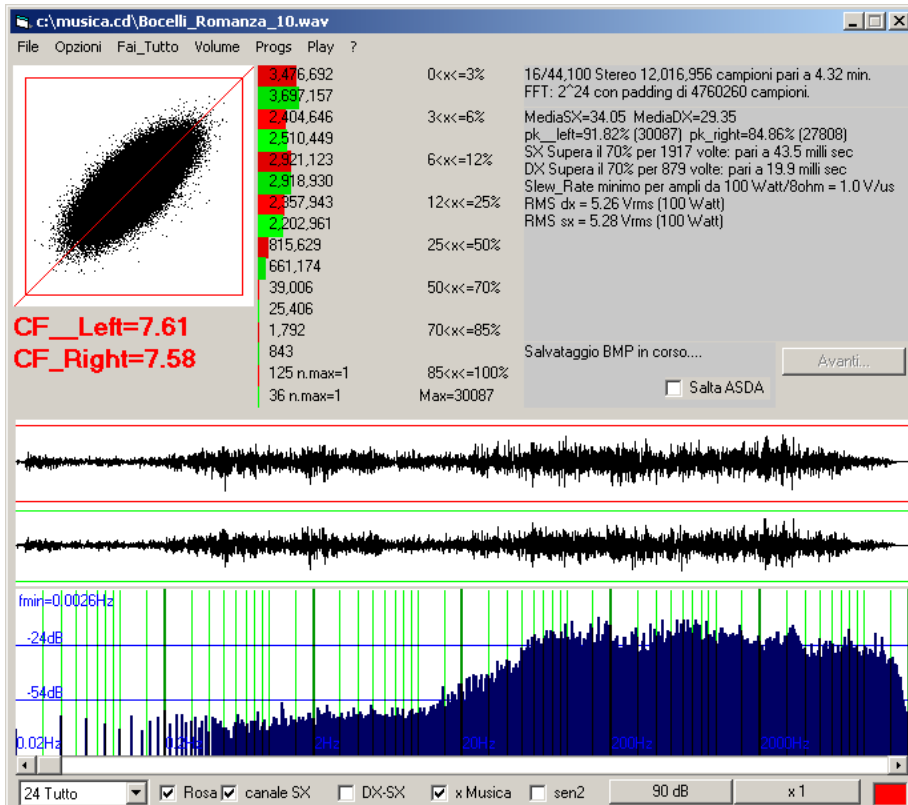 c:\musica.cd\Bocelli_Romanza_10.wav
File Opzioni Fai_Tutto Volume Progs Play ?
3,476,692 0<x<=3%
3,697,157
2,404,646 3<x<=6%
2,510,449
2,921,123 6<x<=12%
2,918,930
2,357,943 12<x<=25%
2,202,961
815,629 25<x<=50%
661,174
39,006 50<x<=70%
25,406
1,792 70<x<=85%
843
125 n.max=1 85<x<=100%
36 n.max=1 Max=30087
CF__Left=7.61
CF_Right=7.58
16/44,100 Stereo 12,016,956 campioni pari a 4.32 min.
FFT: 2^24 con padding di 4760260 campioni.
MediaSX=34.05 MediaDX=29.35
pk__left=91.82% (30087) pk_right=84.86% (27808)
SX Supera il 70% per 1917 volte: pari a 43.5 milli sec
DX Supera il 70% per 879 volte: pari a 19.9 milli sec
Slew_Rate minimo per ampli da 100 Watt/8ohm = 1.0 V/us
RMS dx = 5.26 Vrms (100 Watt)
RMS sx = 5.28 Vrms (100 Watt)
Salvataggio BMP in corso....
Avanti...
Salta ASDA
fmin=0.0026Hz
-24dB
-54dB
0.02Hz 0.2Hz 2Hz 20Hz 200Hz 2000Hz
24 Tutto Rosa canale SX DX-SX x Musica sen2 90 dB x 1